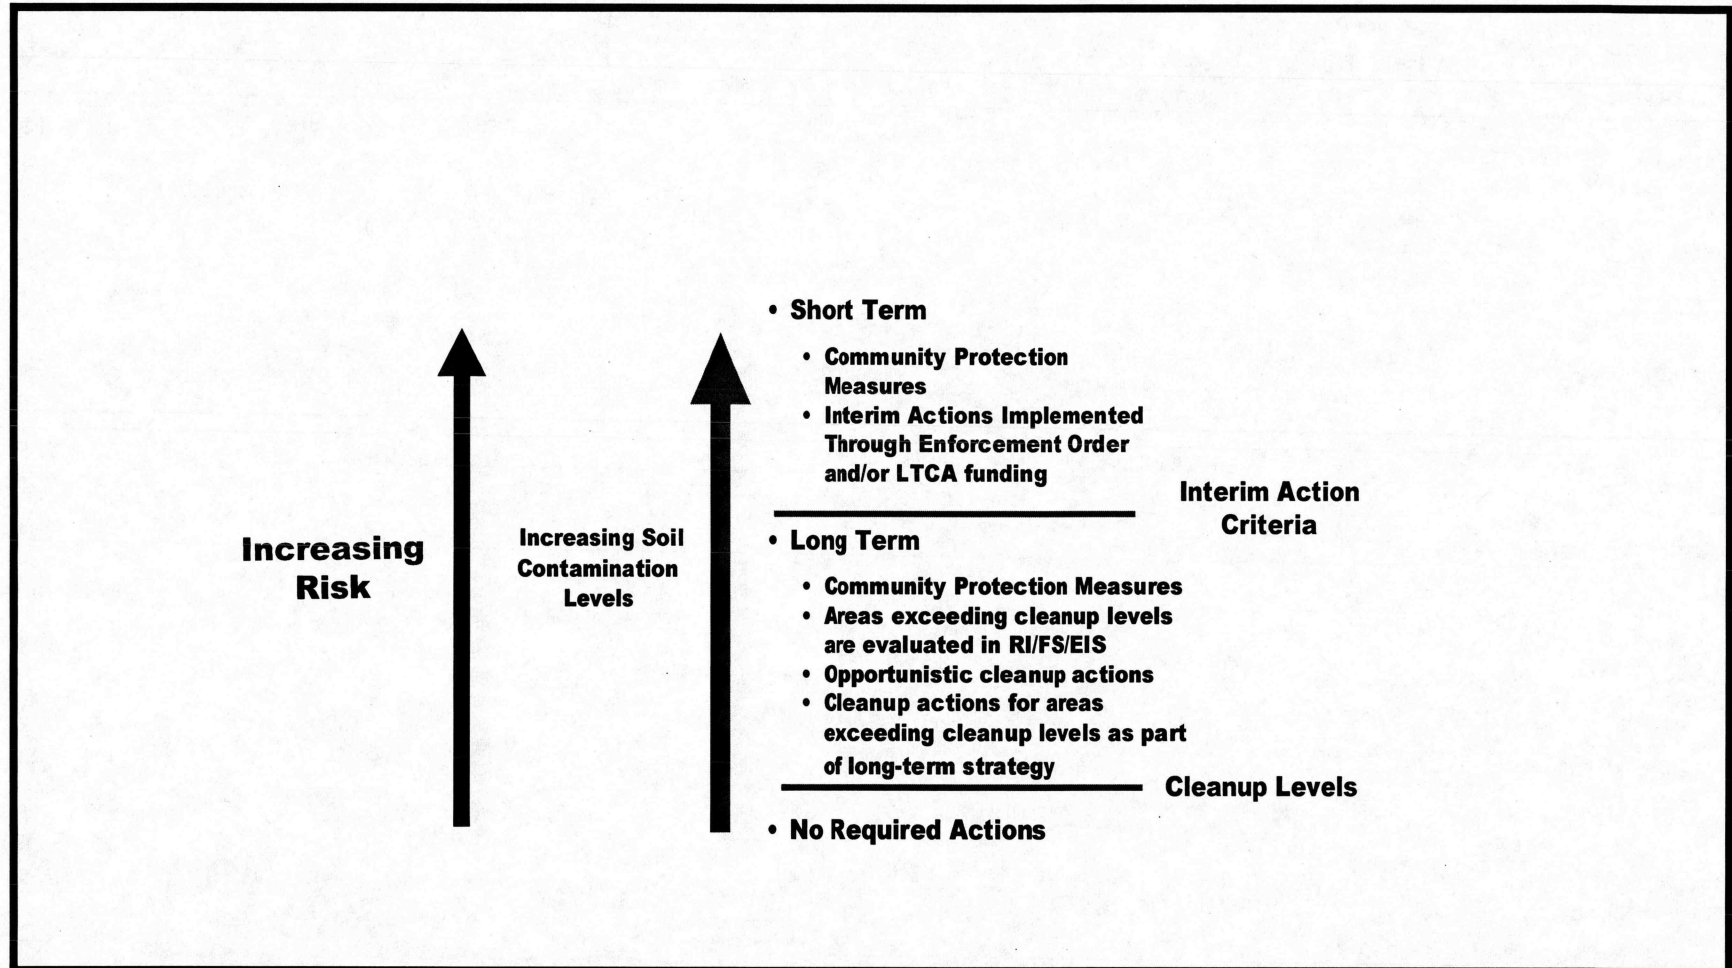 Increasing
Risk
Increasing Soil
Contamination
Levels
• Short Term
• Community Protection
Measures
• Interim Actions Implemented
Through Enforcement Order
and/or LTCA funding
Interim Action
Criteria
• Long Term
• Community Protection Measures
• Areas exceeding cleanup levels
are evaluated in RI/FS/EIS
• Opportunistic cleanup actions
• Cleanup actions for areas
exceeding cleanup levels as part
of long-term strategy
Cleanup Levels
• No Required Actions